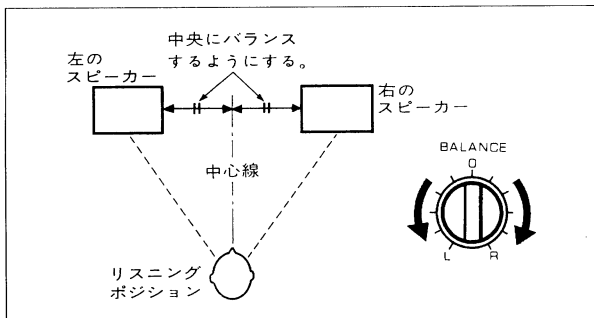 中央にバランス
するようにする。
左の
スピーカー
右の
スピーカー
中心線
BALANCE
0
L
R
リスニング
ポジション